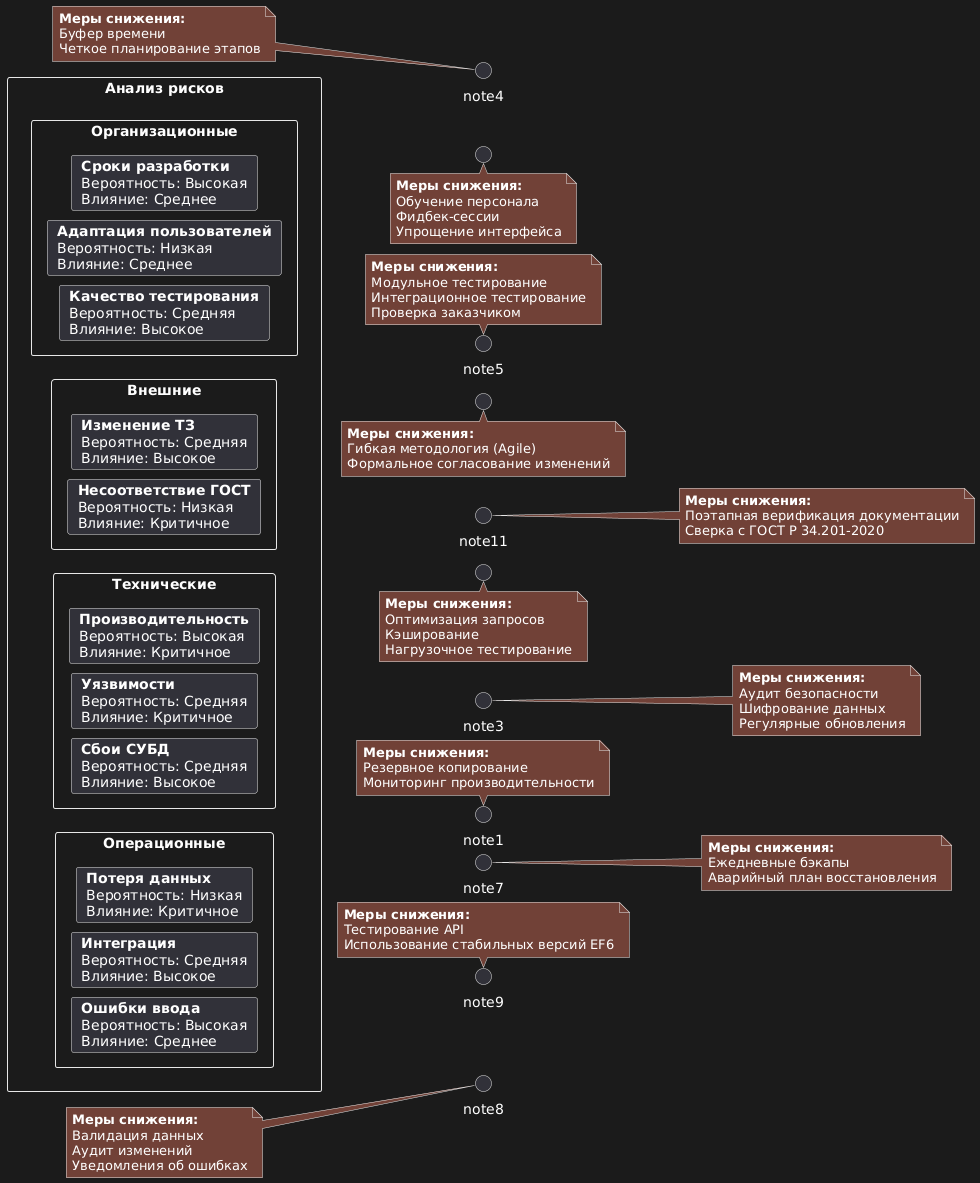 Меры снижения:
Буфер времени
Четкое планирование этапов
note4
Анализ рисков
Организационные
Сроки разработки
Вероятность: Высокая
Влияние: Среднее
Адаптация пользователей
Вероятность: Низкая
Влияние: Среднее
Качество тестирования
Вероятность: Средняя
Влияние: Высокое
Внешние
Изменение ТЗ
Вероятность: Средняя
Влияние: Высокое
Несоответствие ГОСТ
Вероятность: Низкая
Влияние: Критичное
Технические
Производительность
Вероятность: Высокая
Влияние: Критичное
Уязвимости
Вероятность: Средняя
Влияние: Критичное
Сбои СУБД
Вероятность: Средняя
Влияние: Высокое
Операционные
Потеря данных
Вероятность: Низкая
Влияние: Критичное
Интеграция
Вероятность: Средняя
Влияние: Высокое
Ошибки ввода
Вероятность: Высокая
Влияние: Среднее
Меры снижения:
Обучение персонала
Фидбек-сессии
Упрощение интерфейса
Меры снижения:
Модульное тестирование
Интеграционное тестирование
Проверка заказчиком
note5
Меры снижения:
Гибкая методология (Agile)
Формальное согласование изменений
note11
Меры снижения:
Поэтапная верификация документации
Сверка с ГОСТ Р 34.201-2020
Меры снижения:
Оптимизация запросов
Кэширование
Нагрузочное тестирование
note3
Меры снижения:
Аудит безопасности
Шифрование данных
Регулярные обновления
Меры снижения:
Резервное копирование
Мониторинг производительности
note1
note7
Меры снижения:
Ежедневные бэкапы
Аварийный план восстановления
Меры снижения:
Тестирование API
Использование стабильных версий EF6
note9
note8
Меры снижения:
Валидация данных
Аудит изменений
Уведомления об ошибках